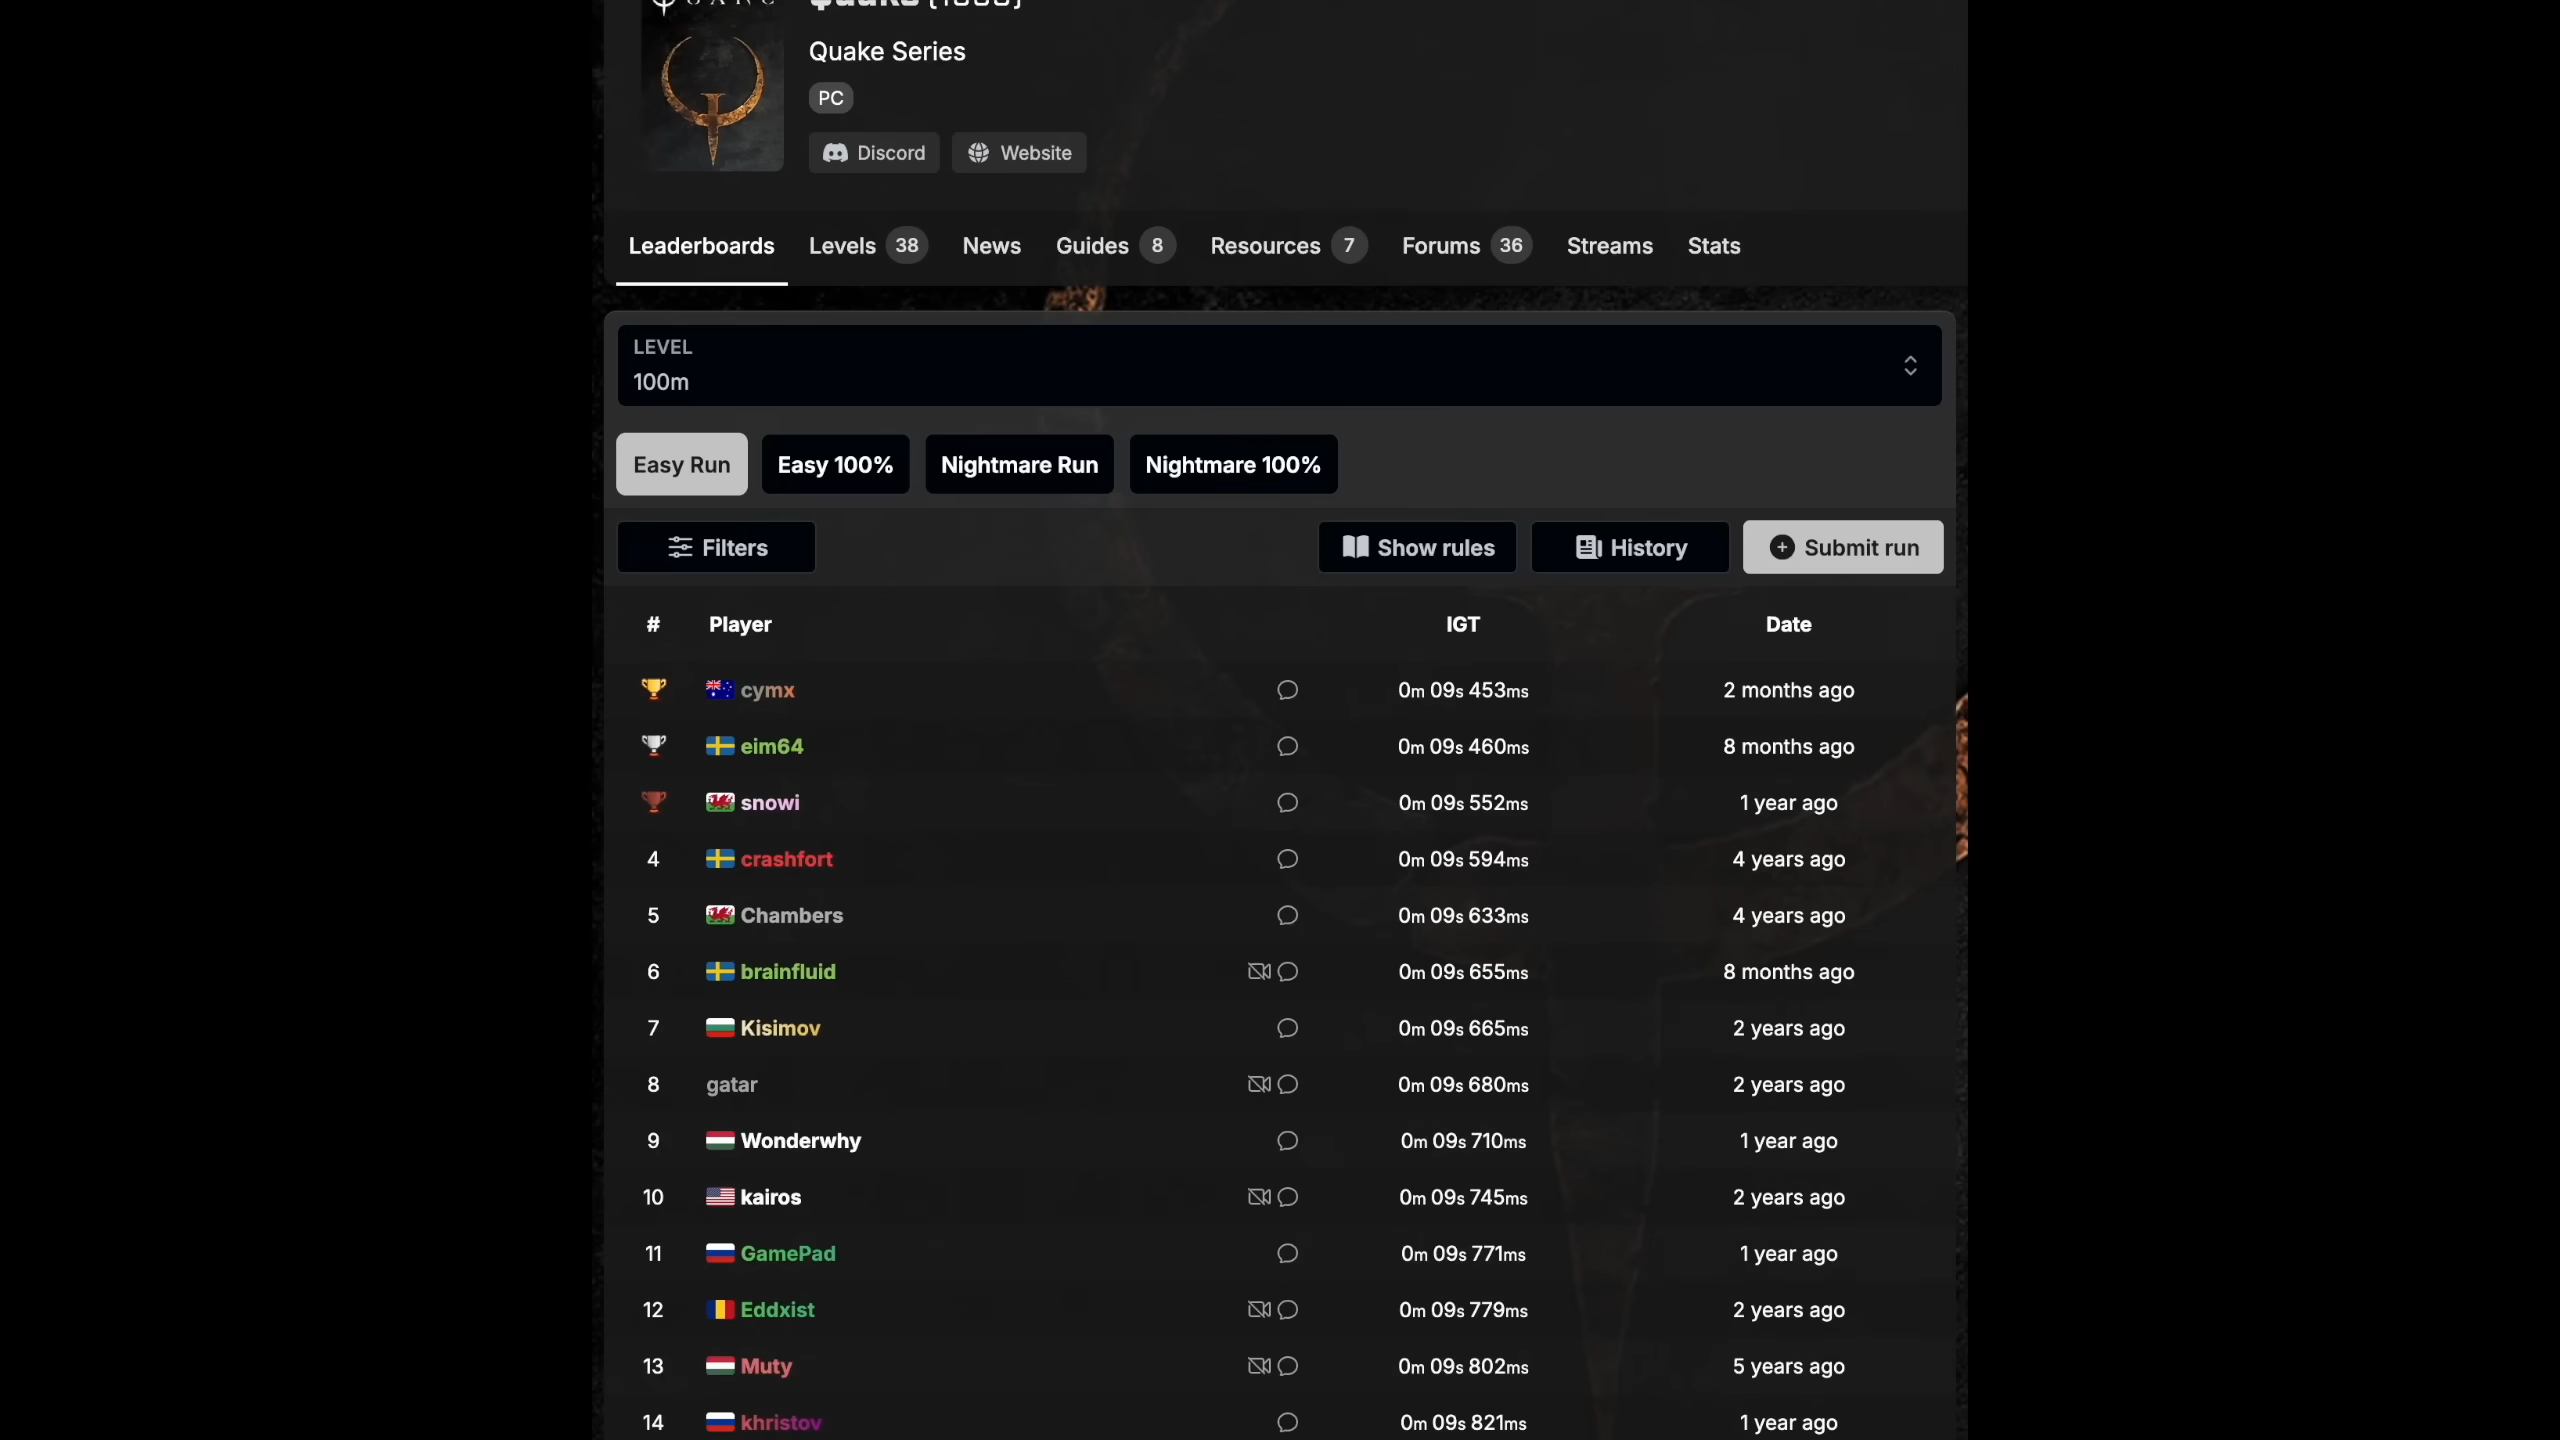 Quake Series
PC
Discord Website
Leaderboards Levels 38 News Guides 8 Resources 7 Forums 36 Streams Stats
LEVEL
100m
Easy Run Easy 100% Nightmare Run Nightmare 100%
Filters Show rules History Submit run
# Player IGT Date
cymx 0m 09s 453ms 2 months ago
eim64 0m 09s 460ms 8 months ago
snowi 0m 09s 552ms 1 year ago
4 crashfort 0m 09s 594ms 4 years ago
5 Chambers 0m 09s 633ms 4 years ago
6 brainfluid 0m 09s 655ms 8 months ago
7 Kisimov 0m 09s 665ms 2 years ago
8 gatar 0m 09s 680ms 2 years ago
9 Wonderwhy 0m 09s 710ms 1 year ago
10 kairos 0m 09s 745ms 2 years ago
11 GamePad 0m 09s 771ms 1 year ago
12 Eddxist 0m 09s 779ms 2 years ago
13 Muty 0m 09s 802ms 5 years ago
14 khristov 0m 09s 821ms 1 year ago